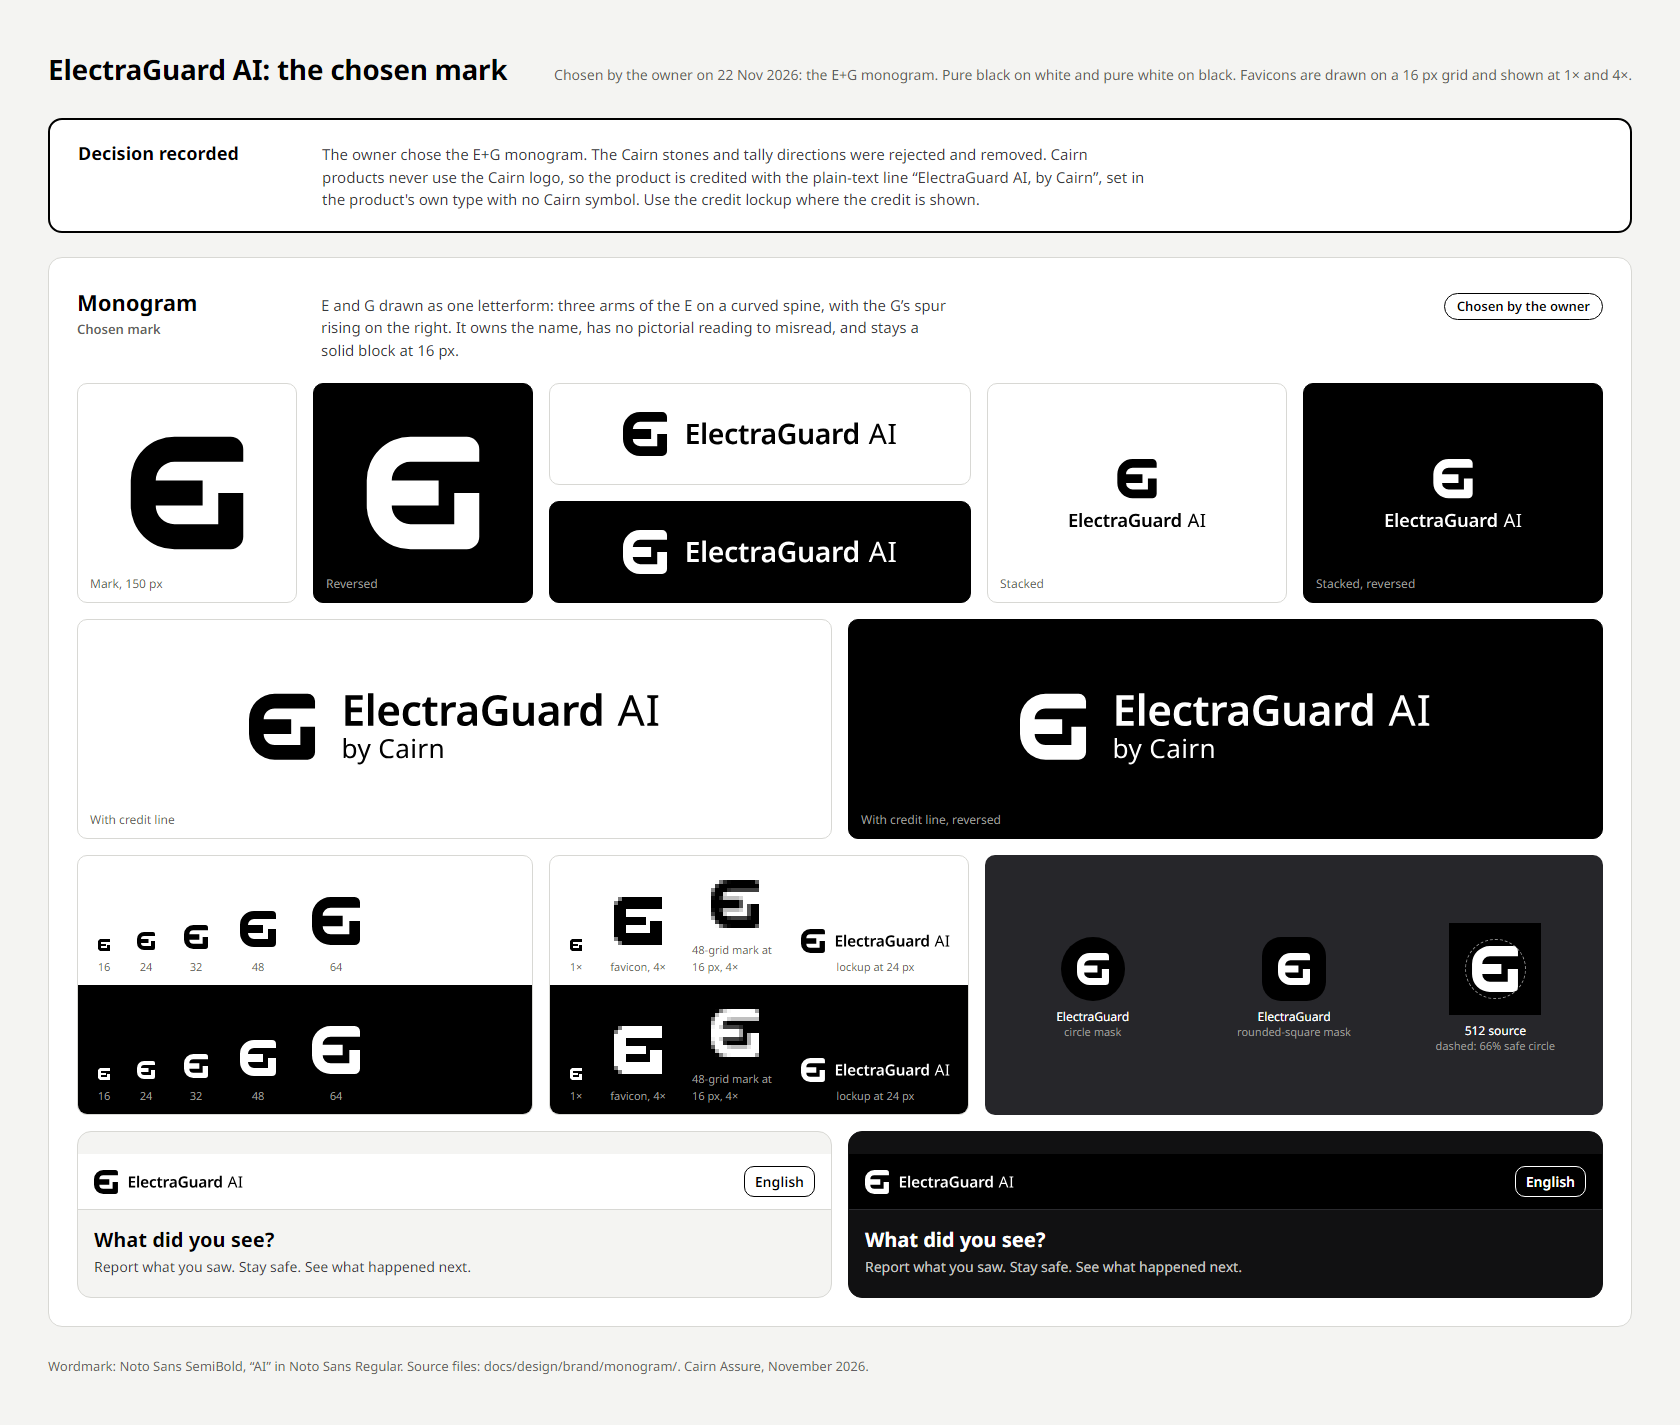 ElectraGuard AI: the chosen mark
Chosen by the owner on 22 Nov 2026: the E+G monogram. Pure black on white and pure white on black. Favicons are drawn on a 16 px grid and shown at 1× and 4×.
Decision recorded
The owner chose the E+G monogram. The Cairn stones and tally directions were rejected and removed. Cairn
products never use the Cairn logo, so the product is credited with the plain-text line “ElectraGuard AI, by Cairn”, set in
the product's own type with no Cairn symbol. Use the credit lockup where the credit is shown.
Monogram
Chosen mark
E and G drawn as one letterform: three arms of the E on a curved spine, with the G’s spur
rising on the right. It owns the name, has no pictorial reading to misread, and stays a
solid block at 16 px.
Chosen by the owner
Mark, 150 px
Reversed
ElectraGuard AI
ElectraGuard AI
ElectraGuard AI
Stacked
ElectraGuard AI
Stacked, reversed
ElectraGuard AI
by Cairn
With credit line
ElectraGuard AI
by Cairn
With credit line, reversed
16 24 32 48 64
16 24 32 48 64
1×
favicon, 4×
48-grid mark at
16 px, 4×
ElectraGuard AI
lockup at 24 px
1×
favicon, 4×
48-grid mark at
16 px, 4×
ElectraGuard AI
lockup at 24 px
ElectraGuard
circle mask
ElectraGuard
rounded-square mask
512 source
dashed: 66% safe circle
ElectraGuard AI
English
What did you see?
Report what you saw. Stay safe. See what happened next.
ElectraGuard AI
English
What did you see?
Report what you saw. Stay safe. See what happened next.
Wordmark: Noto Sans SemiBold, “AI” in Noto Sans Regular. Source files: docs/design/brand/monogram/. Cairn Assure, November 2026.